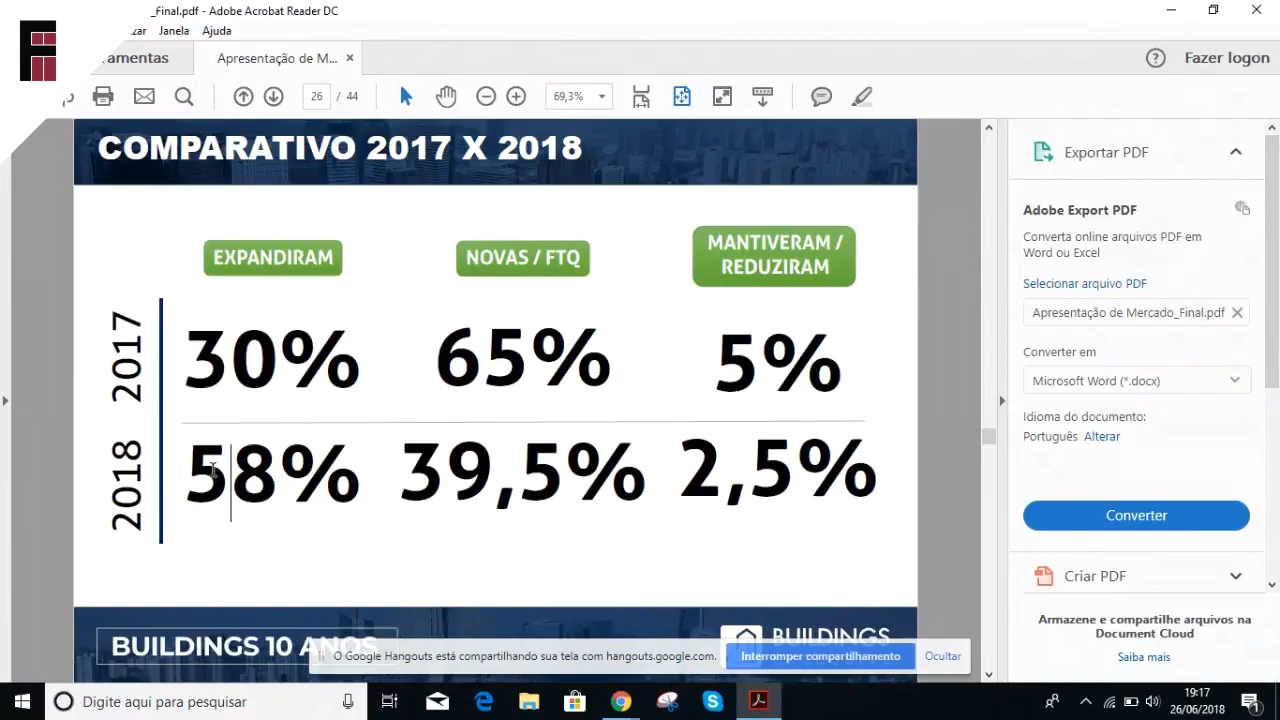 _Final.pdf - Adobe Acrobat Reader DC
Janela Ajuda
Apresentação de M...
Fazer logon
26 / 44
69,3%
COMPARATIVO 2017 X 2018
EXPANDIRAM
NOVAS / FTQ
MANTIVERAM /
REDUZIRAM
2017
30% 65% 5%
2018
58% 39,5% 2,5%
BUILDINGS 10 ANOS
BUILDINGS
O Google Hangouts está compartilhando sua tela com hangouts.google.com.
Interromper compartilhamento
Ocultar
Exportar PDF
Adobe Export PDF
Converta online arquivos PDF em
Word ou Excel
Selecionar arquivo PDF
Apresentação de Mercado_Final.pdf
Converter em
Microsoft Word (*.docx)
Idioma do documento:
Português Alterar
Converter
Criar PDF
Armazene e compartilhe arquivos na
Document Cloud
Saiba mais
Digite aqui para pesquisar
19:17
26/06/2018
1